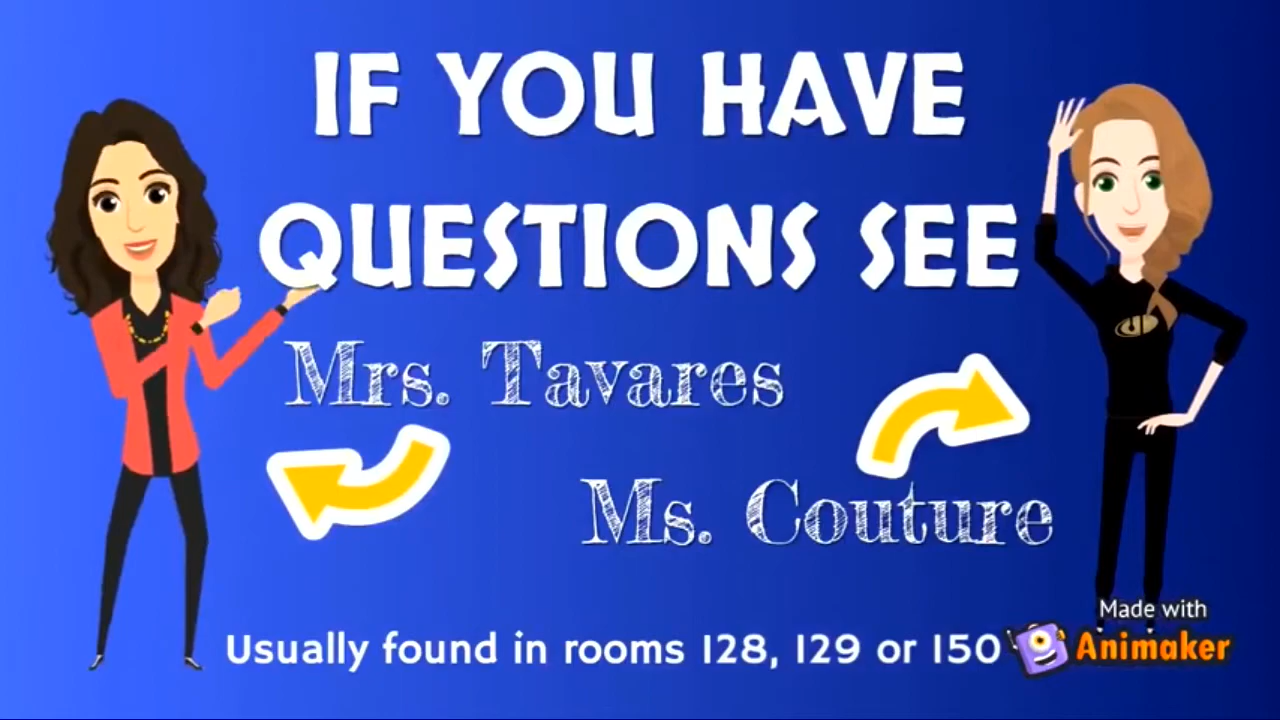 IF YOU HAVE
QUESTIONS SEE
Mrs. Tavares
Ms. Couture
Usually found in rooms 128, 129 or 150
Made with
Animaker